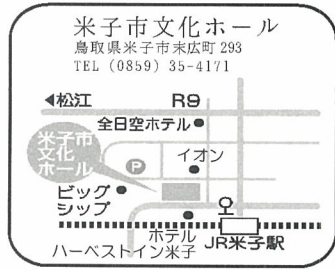 米子市文化ホール
鳥取県米子市末広町293
TEL (0859) 35-4171
◀松江
R9
全日空ホテル
米子市
文化
ホール
P
イオン
ビッグ
シップ
ホテル
ハーベストイン米子
JR米子駅